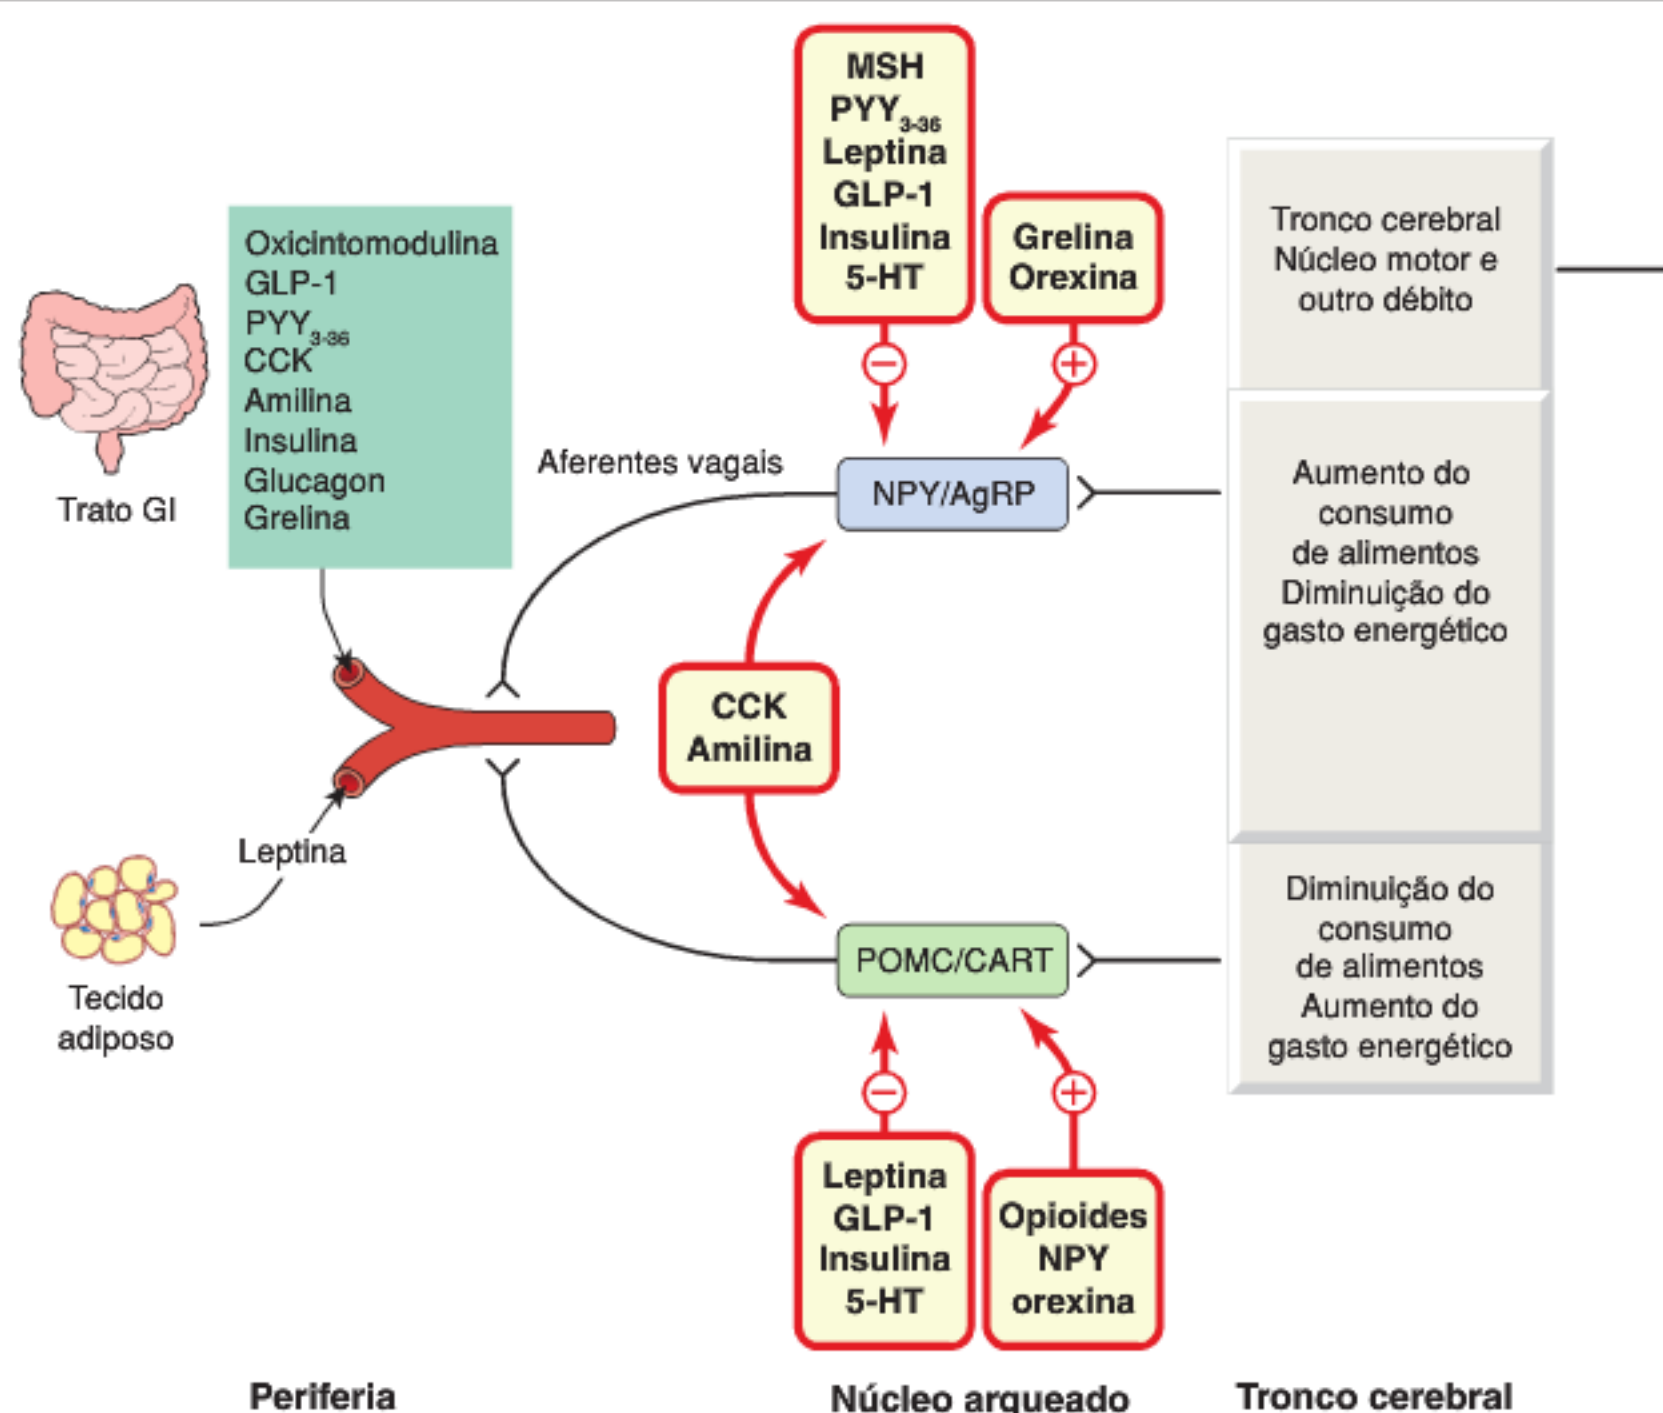 MSH
PYY3-36
Leptina
GLP-1
Insulina
5-HT
Grelina
Orexina
Tronco cerebral
Núcleo motor e
outro débito
Oxicintomodulina
GLP-1
PYY3-36
CCK
Amilina
Insulina
Glucagon
Grelina
Trato GI
Aferentes vagais
NPY/AgRP
Aumento do
consumo
de alimentos
Diminuição do
gasto energético
CCK
Amilina
Leptina
Tecido
adiposo
POMC/CART
Diminuição do
consumo
de alimentos
Aumento do
gasto energético
Leptina
GLP-1
Insulina
5-HT
Opioides
NPY
orexina
Periferia
Núcleo arqueado
Tronco cerebral